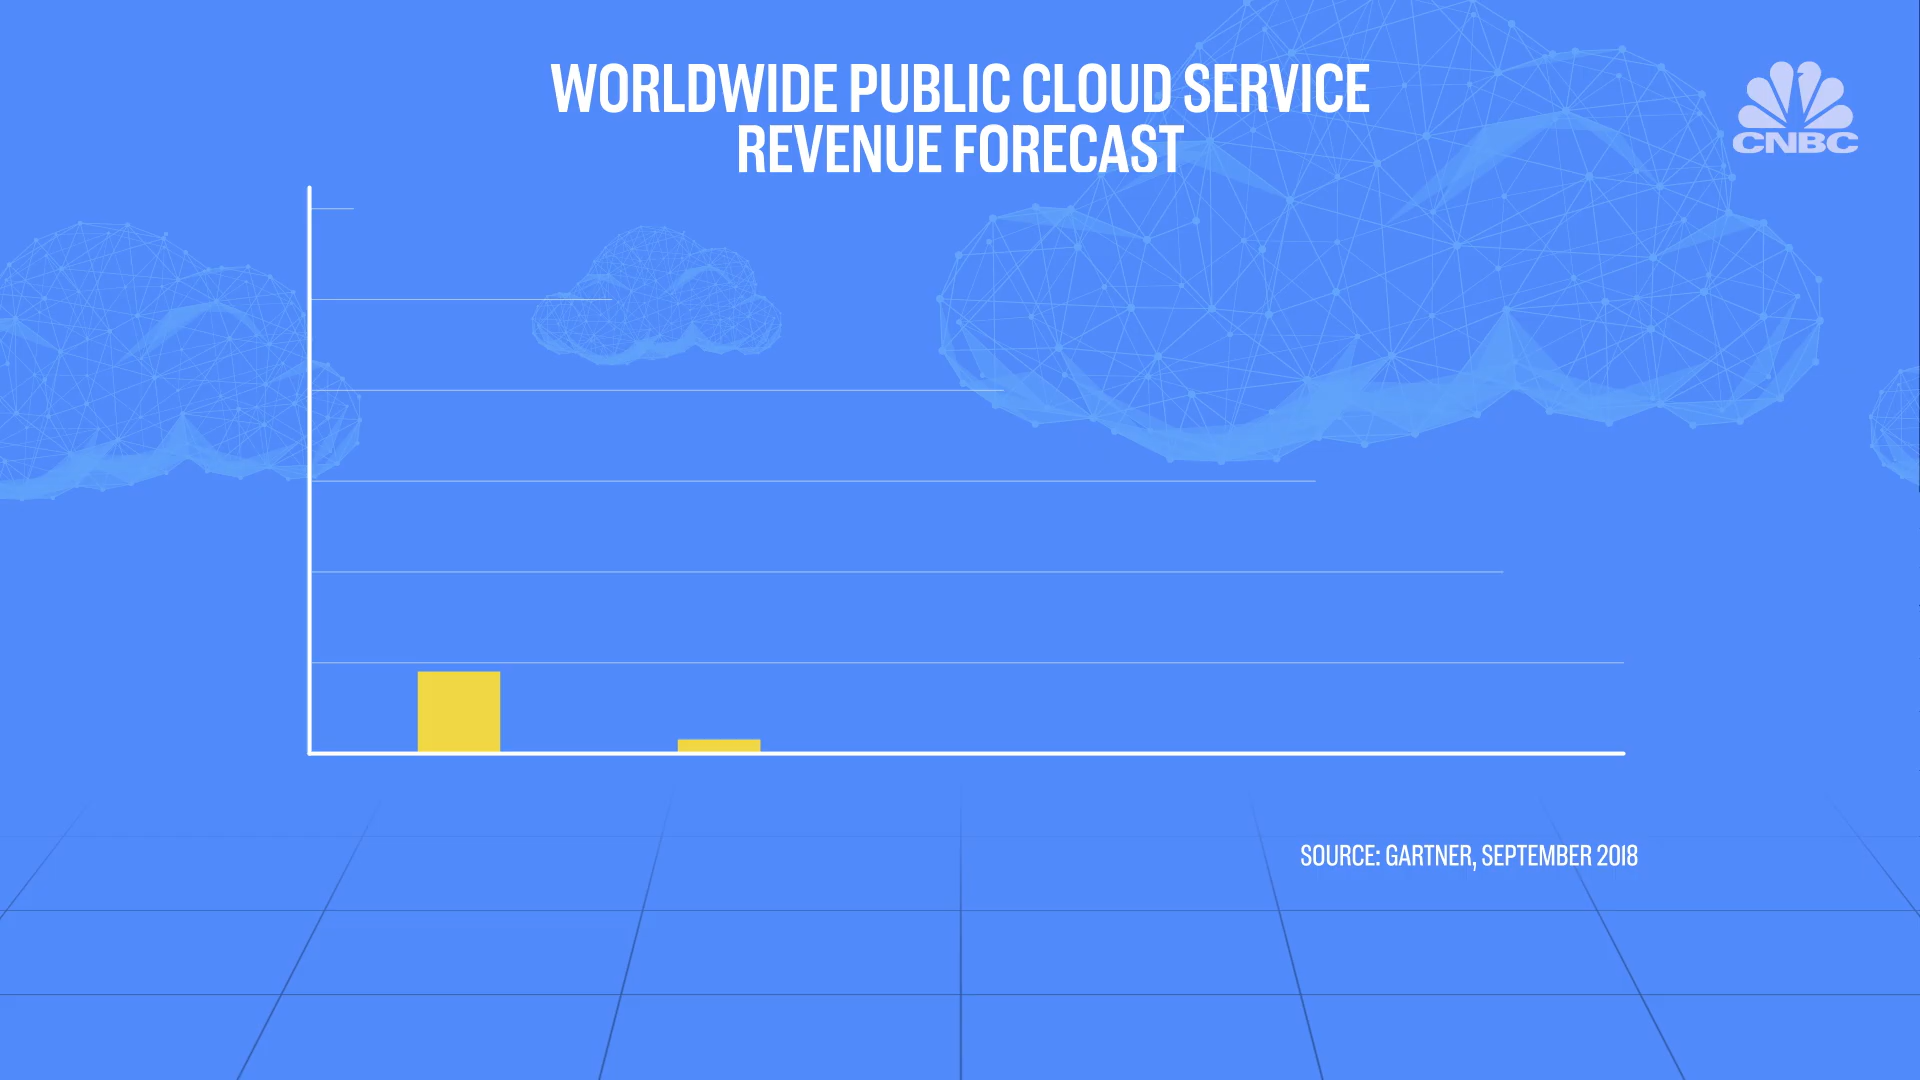 WORLDWIDE PUBLIC CLOUD SERVICE
REVENUE FORECAST
CNBC
SOURCE: GARTNER, SEPTEMBER 2018